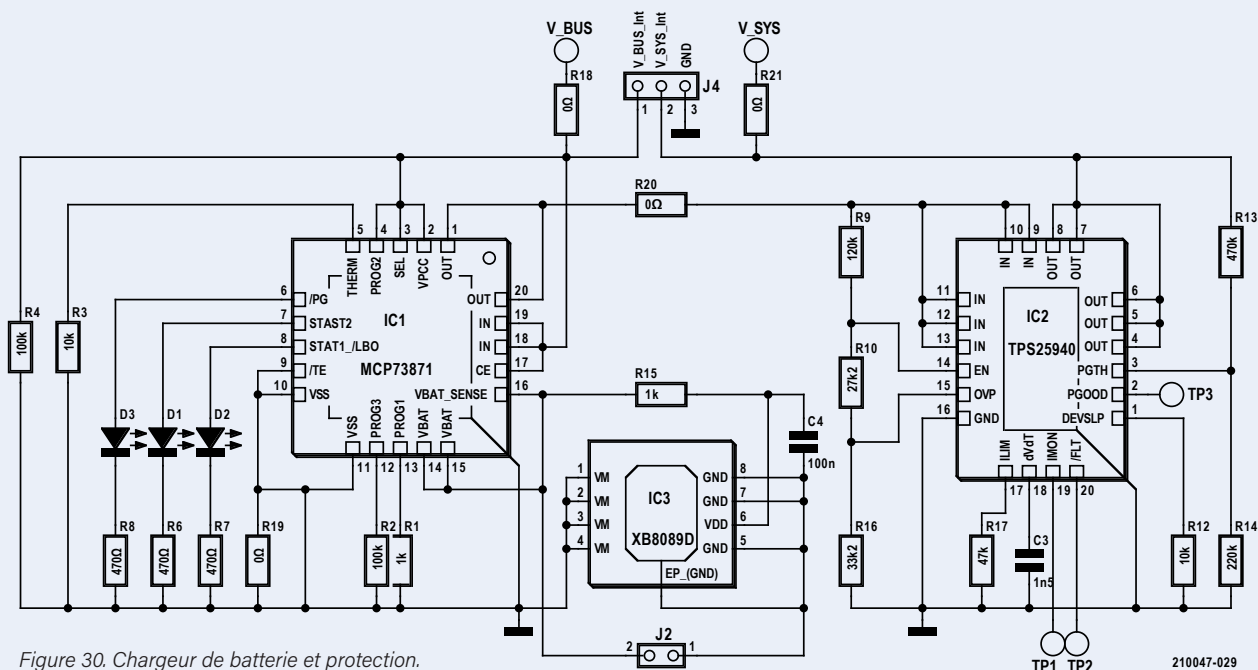 V_BUS
V_BUS_Int
V_SYS_Int
GND
V_SYS
R18
0Ω
J4
1
2
3
R21
0Ω
R20
0Ω
R4
100k
R3
10k
5
4
3
2
1
THERM
PROG2
SEL
VPCC
OUT
6
/PG
7
STAST2
8
STAT1_/LBO
9
/TE
10
VSS
IC1
MCP73871
OUT
20
IN
19
IN
18
CE
17
VBAT_SENSE
16
VSS
PROG3
PROG1
VBAT
VBAT
11
12
13
14
15
D3
D1
D2
R8
470Ω
R6
470Ω
R7
470Ω
R19
0Ω
R2
100k
R1
1k
R15
1k
C4
100n
IC3
XB8089D
1
VM
2
VM
3
VM
4
VM
GND
8
GND
7
VDD
6
GND
5
EP_(GND)
J2
2
1
R9
120k
R10
27k2
R16
33k2
10
9
8
7
IN
IN
OUT
OUT
11
IN
12
IN
13
IN
14
EN
15
OVP
16
GND
IC2
TPS25940
OUT
6
OUT
5
OUT
4
PGTH
3
PGOOD
2
DEVSLP
1
ILIM
dVdT
IMON
/FLT
17
18
19
20
TP3
R13
470k
R17
47k
C3
1n5
R12
10k
R14
220k
TP1
TP2
Figure 30. Chargeur de batterie et protection.
210047-029